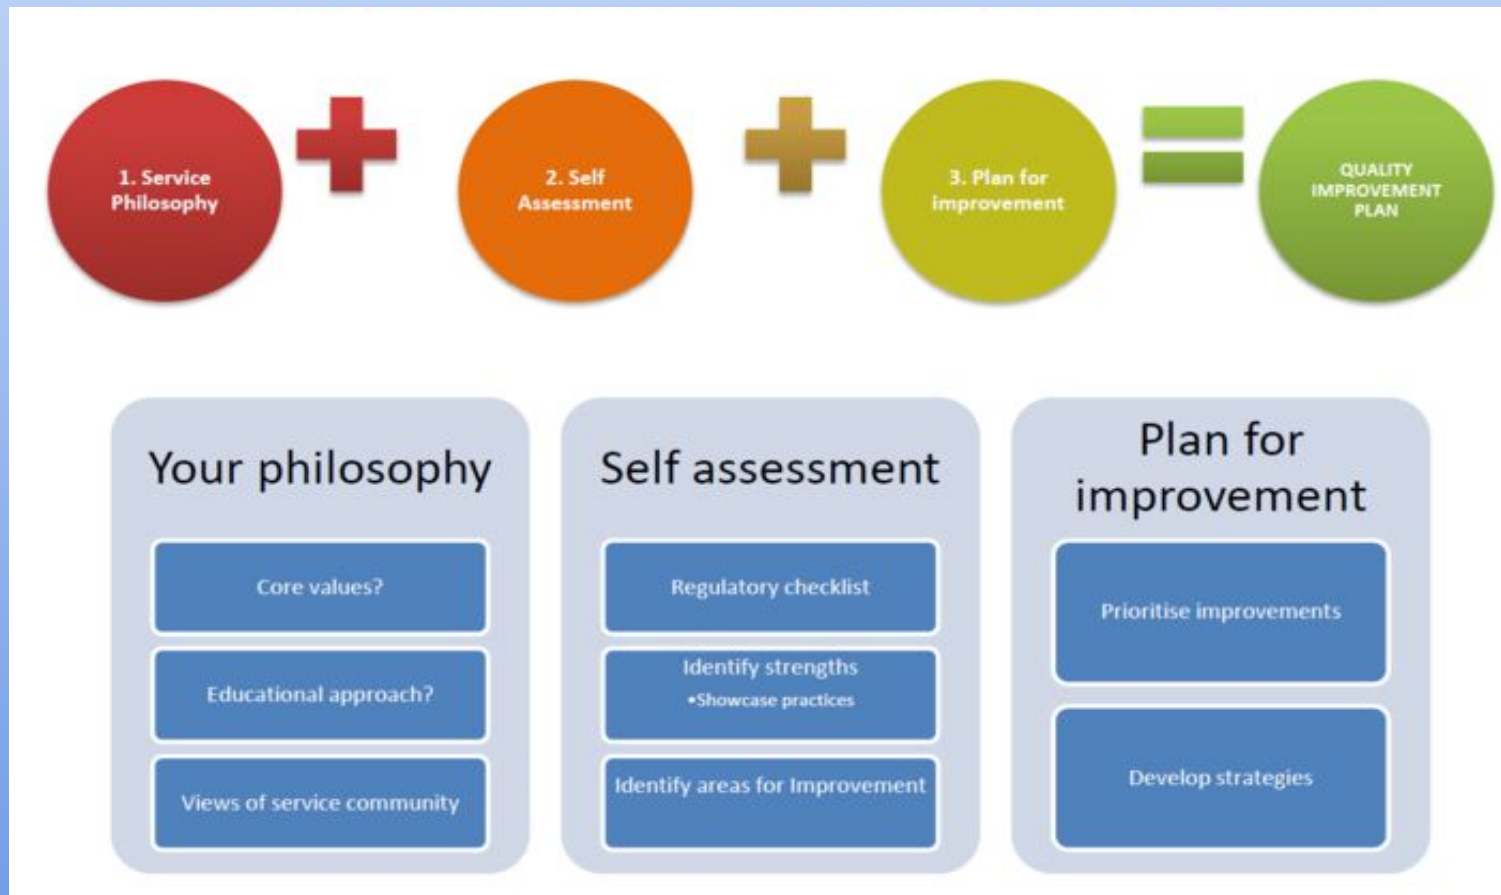 1. Service
Philosophy
2. Self
Assessment
3. Plan for
improvement
QUALITY
IMPROVEMENT
PLAN
Your philosophy
Core values?
Educational approach?
Views of service community
Self assessment
Regulatory checklist
Identify strengths
•Showcase practices
Identify areas for Improvement
Plan for
improvement
Prioritise improvements
Develop strategies